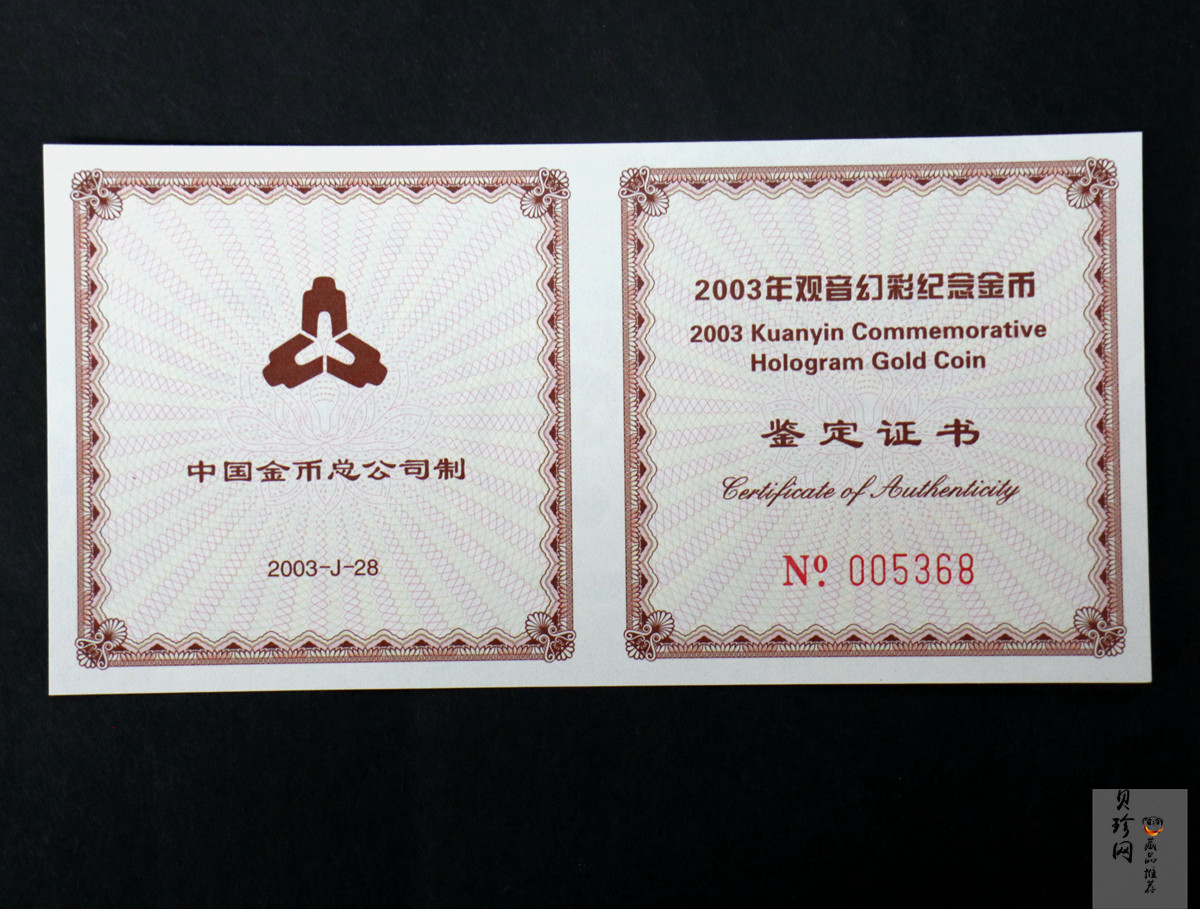 中国金币总公司制
2003-J-28
2003年观音幻彩纪念金币
2003 Kuanyin Commemorative
Hologram Gold Coin
鉴定证书
Certificate of Authenticity
Nº 005368
贝珍网
藏品推荐